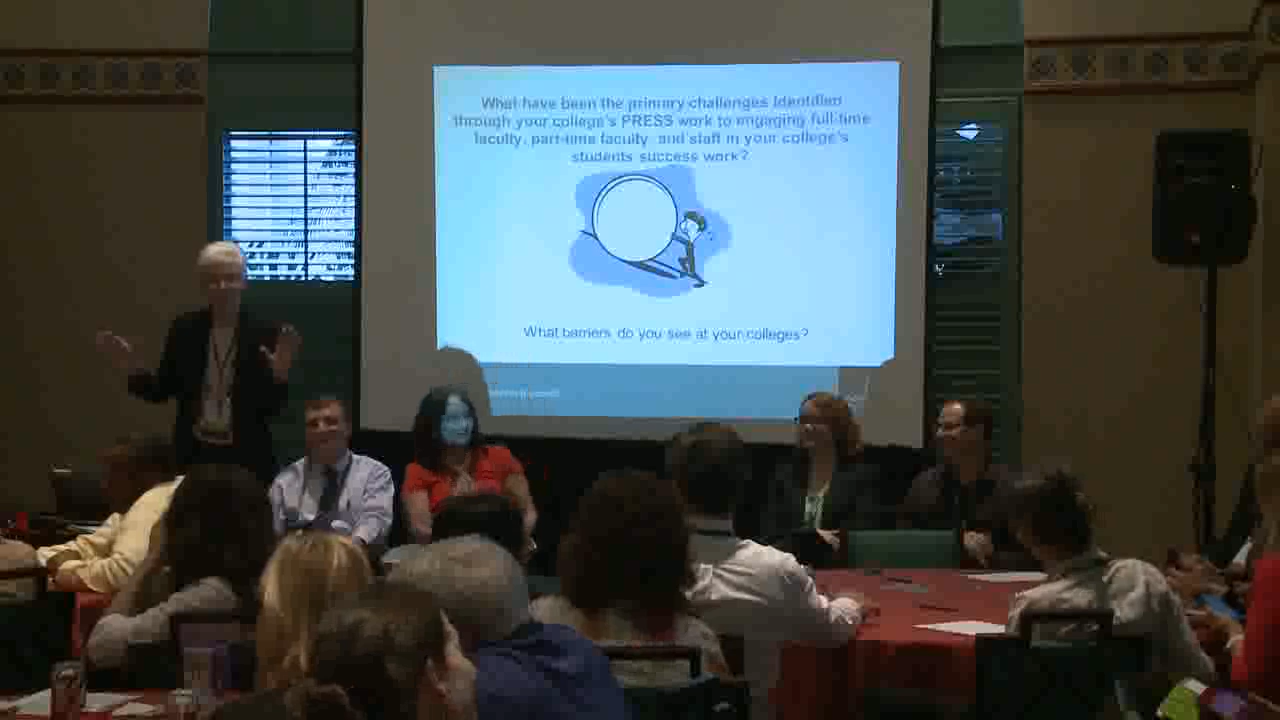 What have been the primary challenges identified
through your college's PRESS work to engaging full-time
faculty, part-time faculty and staff in your college's
students success work?
What barriers do you see at your colleges?